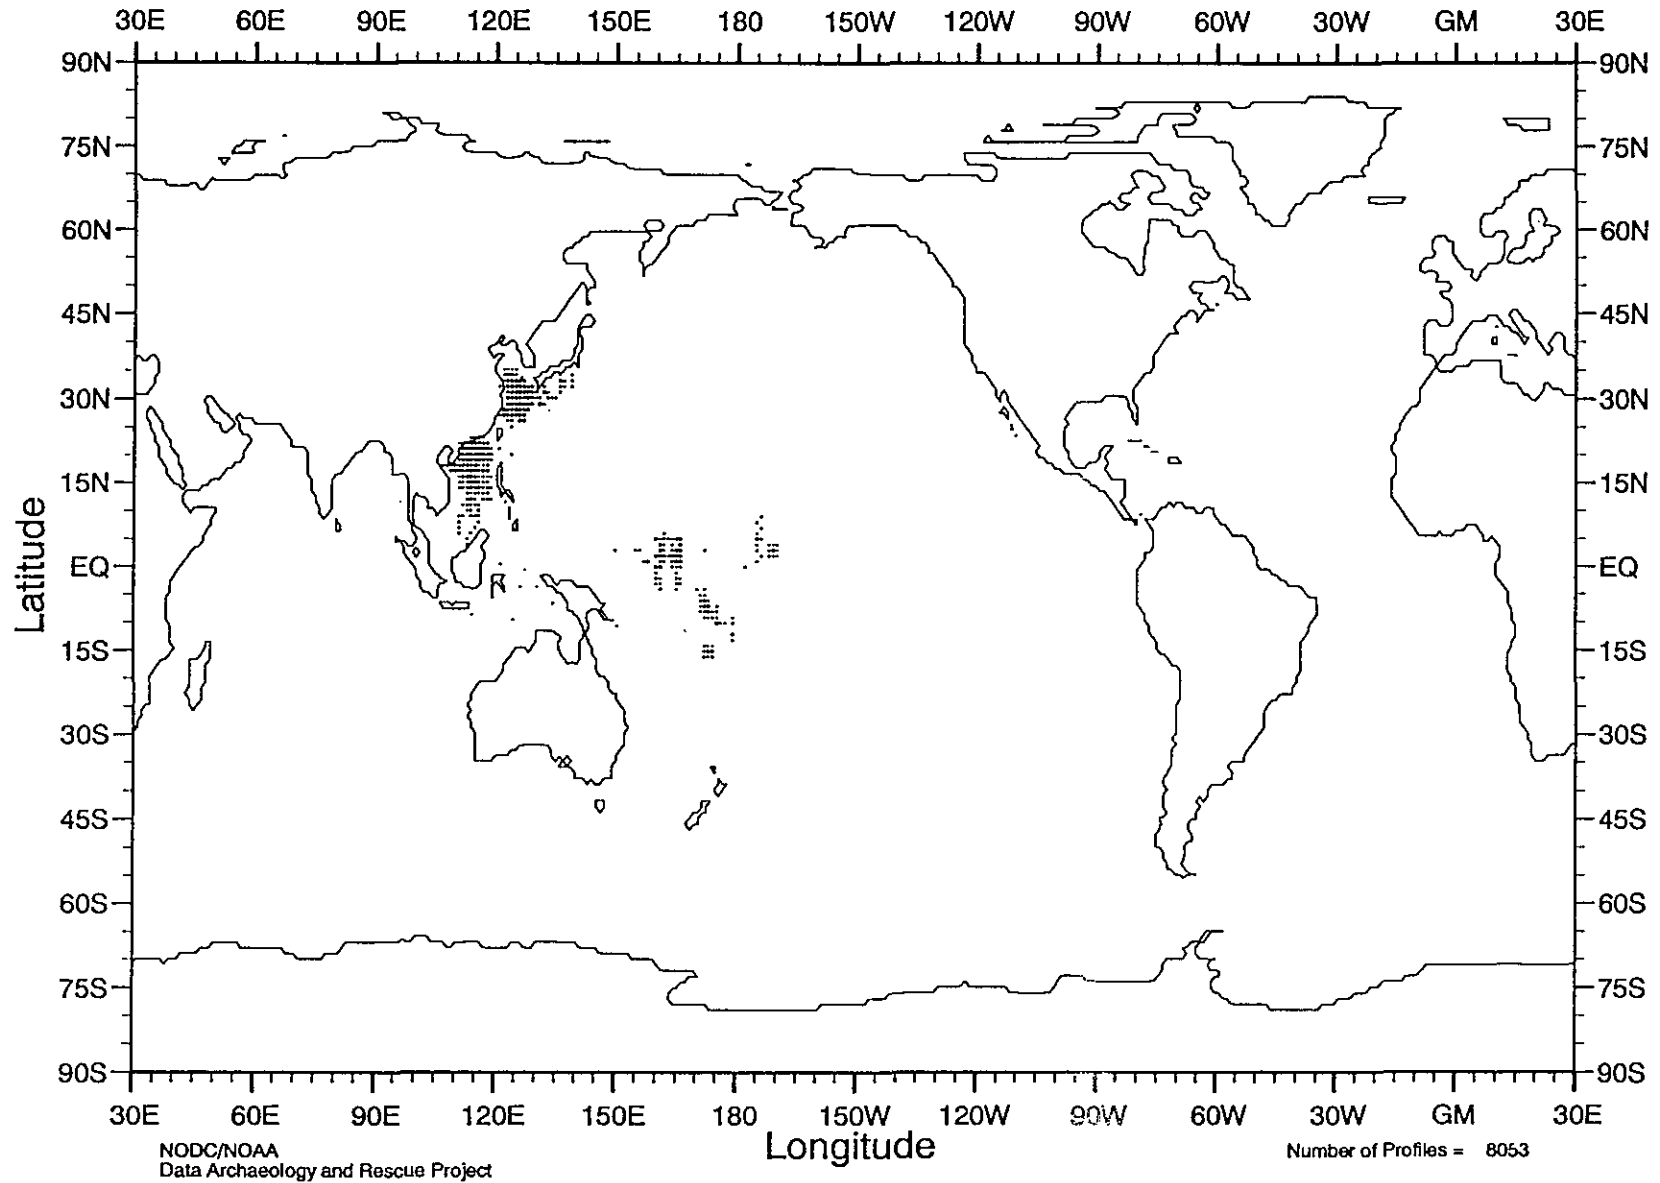 30E 60E 90E 120E 150E 180 150W 120W 90W 60W 30W GM 30E
90N 90N
75N 75N
60N 60N
45N 45N
30N 30N
15N 15N
EQ EQ
15S 15S
30S 30S
45S 45S
60S 60S
75S 75S
90S 90S
Latitude
30E 60E 90E 120E 150E 180 150W 120W 90W 60W 30W GM 30E
Longitude
NODC/NOAA
Data Archaeology and Rescue Project
Number of Profiles = 8053